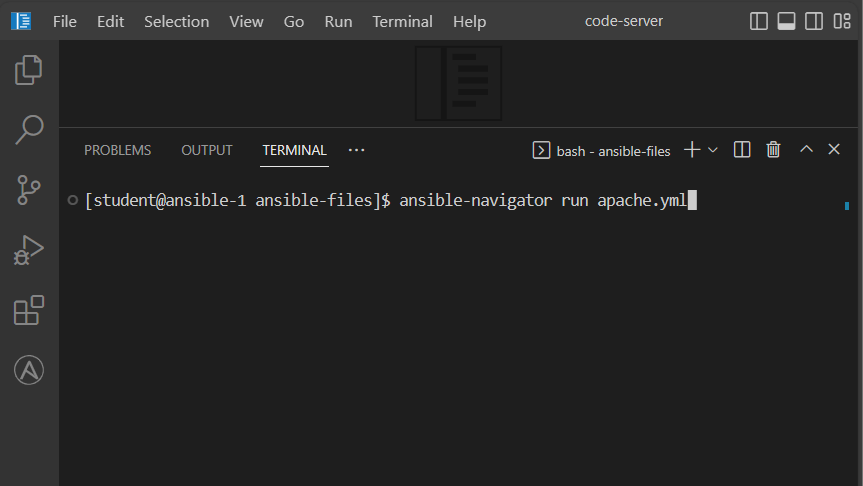 File Edit Selection View Go Run Terminal Help code-server
PROBLEMS OUTPUT TERMINAL ··· bash - ansible-files
[student@ansible-1 ansible-files]$ ansible-navigator run apache.yml